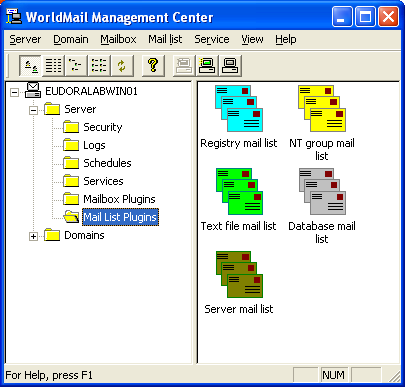 WorldMail Management Center
Server Domain Mailbox Mail list Service View Help
EUDORALABWIN01
Server
Security
Logs
Schedules
Services
Mailbox Plugins
Mail List Plugins
Domains
Registry mail list
NT group mail
list
Text file mail list
Database mail
list
Server mail list
For Help, press F1
NUM